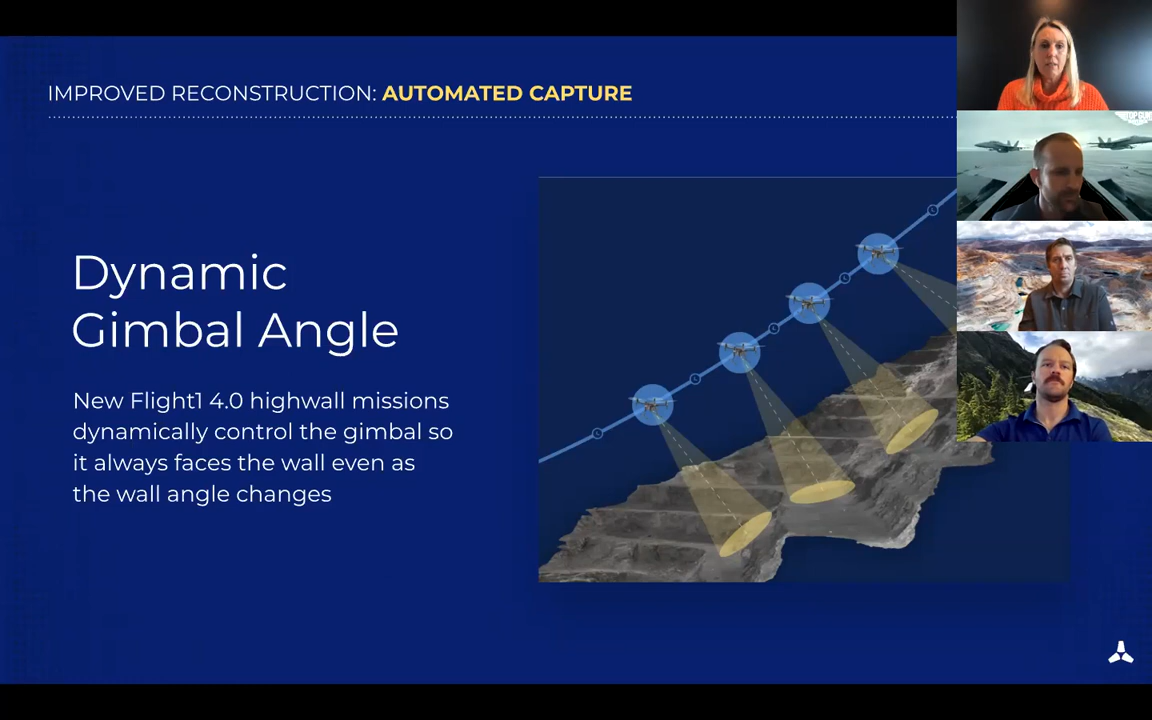 IMPROVED RECONSTRUCTION: AUTOMATED CAPTURE
Dynamic
Gimbal Angle
New Flight1 4.0 highwall missions
dynamically control the gimbal so
it always faces the wall even as
the wall angle changes